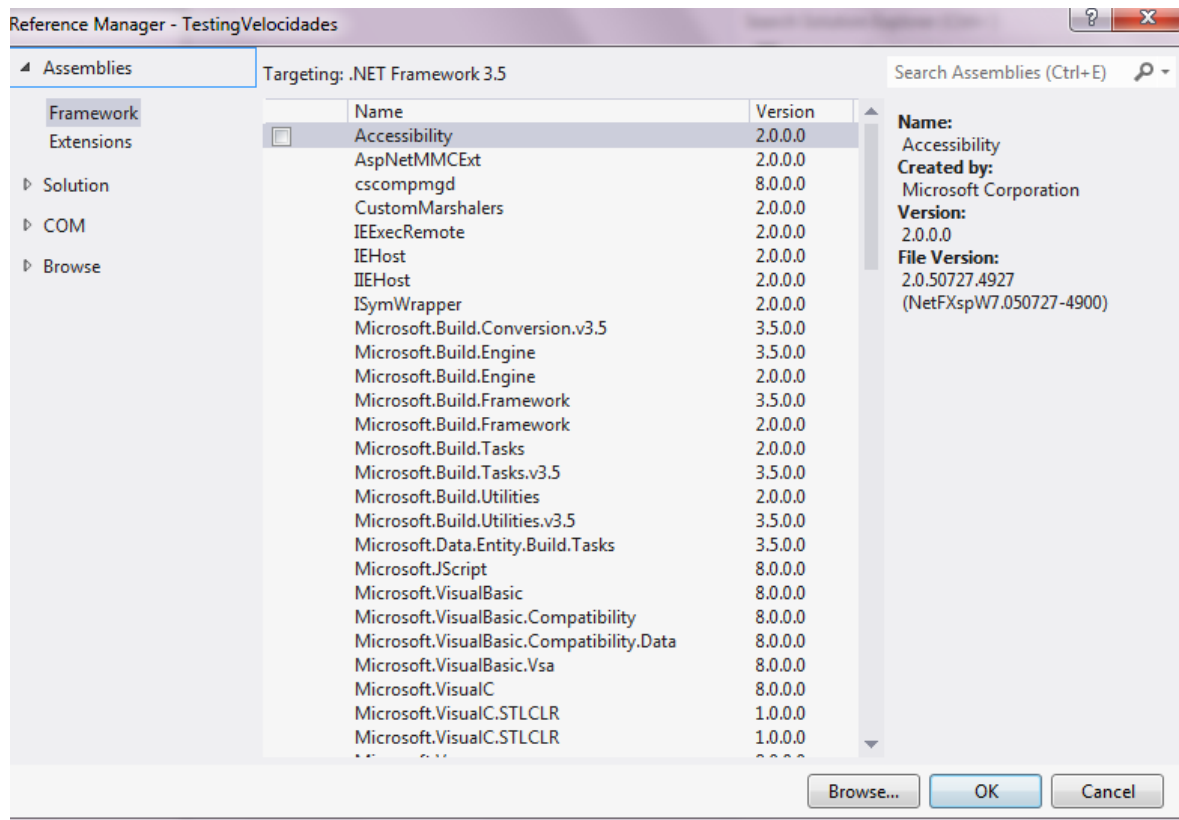 Reference Manager - TestingVelocidades
Assemblies
Framework
Extensions
Solution
COM
Browse
Targeting: .NET Framework 3.5
Search Assemblies (Ctrl+E)
Name Version
Accessibility 2.0.0.0
AspNetMMCExt 2.0.0.0
cscompmgd 8.0.0.0
CustomMarshalers 2.0.0.0
IEExecRemote 2.0.0.0
IEHost 2.0.0.0
IIEHost 2.0.0.0
ISymWrapper 2.0.0.0
Microsoft.Build.Conversion.v3.5 3.5.0.0
Microsoft.Build.Engine 3.5.0.0
Microsoft.Build.Engine 2.0.0.0
Microsoft.Build.Framework 3.5.0.0
Microsoft.Build.Framework 2.0.0.0
Microsoft.Build.Tasks 2.0.0.0
Microsoft.Build.Tasks.v3.5 3.5.0.0
Microsoft.Build.Utilities 2.0.0.0
Microsoft.Build.Utilities.v3.5 3.5.0.0
Microsoft.Data.Entity.Build.Tasks 3.5.0.0
Microsoft.JScript 8.0.0.0
Microsoft.VisualBasic 8.0.0.0
Microsoft.VisualBasic.Compatibility 8.0.0.0
Microsoft.VisualBasic.Compatibility.Data 8.0.0.0
Microsoft.VisualBasic.Vsa 8.0.0.0
Microsoft.VisualC 8.0.0.0
Microsoft.VisualC.STLCLR 1.0.0.0
Microsoft.VisualC.STLCLR 1.0.0.0
Name:
Accessibility
Created by:
Microsoft Corporation
Version:
2.0.0.0
File Version:
2.0.50727.4927
(NetFXspW7.050727-4900)
Browse...
OK
Cancel